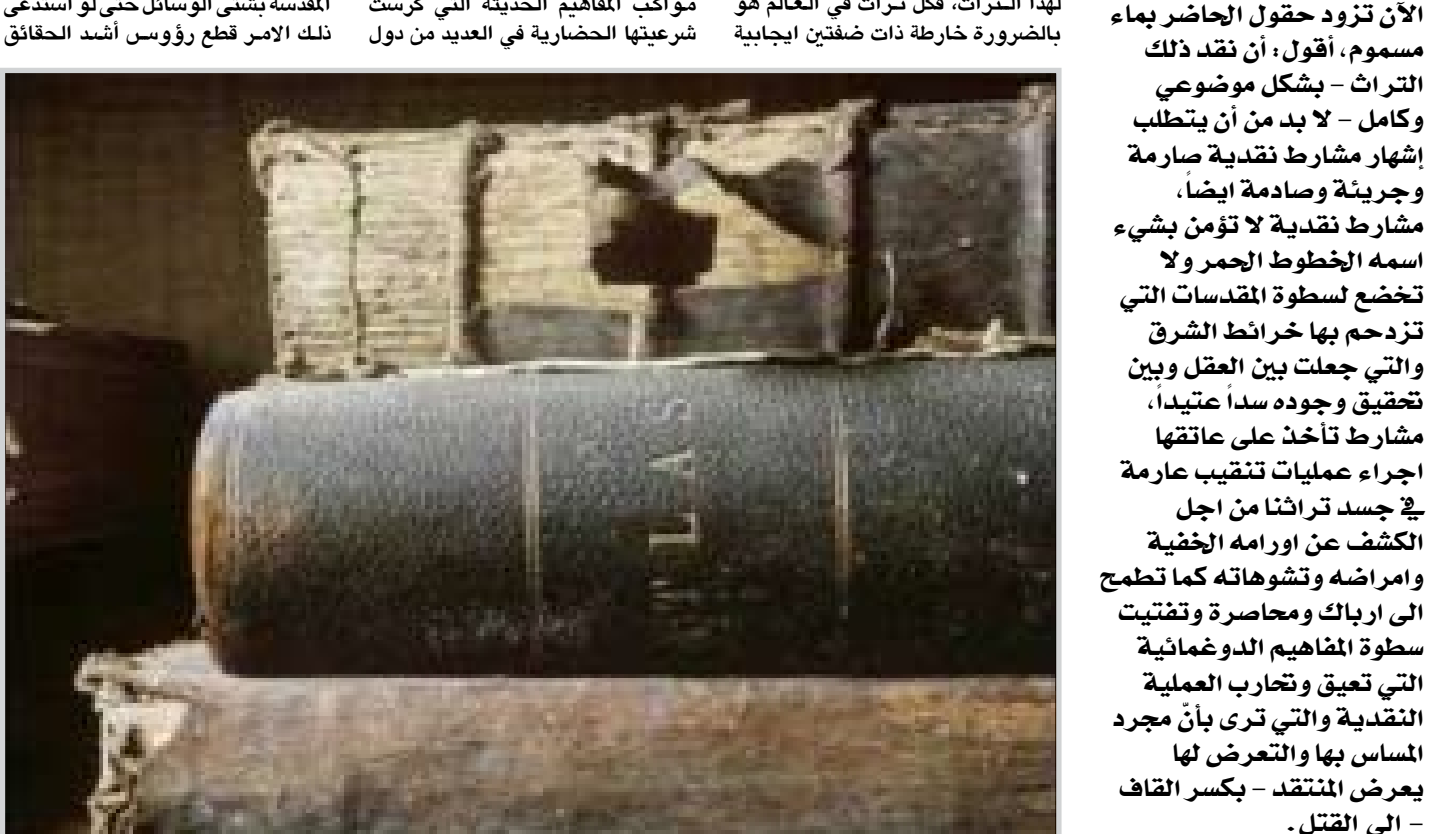 الآن تزود حقول الحاضر بماء
مسموم، أقول: أن نقد ذلك
التراث – بشكل موضوعي
وكامل – لا بد من أن يتطلب
إشهار مشارط نقدية صارمة
وجريئة وصادمة ايضاً،
مشارط نقدية لا تؤمن بشيء
اسمه الخطوط الحمر ولا
تخضع لسطوة المقدسات التي
تزدحم بها خرائط الشرق
والتي جعلت بين العقل وبين
تحقيق وجوده سداً عتيداً،
مشارط تأخذ على عاتقها
اجراء عمليات تنقيب عارمة
في جسد تراثنا من اجل
الكشف عن اورامه الخفية
وامراضه وتشوهاته كما تطمح
الى ارباك ومحاصرة وتفتيت
سطوة المفاهيم الدوغمائية
التي تعيق وتحارب العملية
النقدية والتي ترى بأنّ مجرد
المساس بها والتعرض لها
يعرض المنتقد – بكسر القاف
– الى القتل.
لهذا التراث، فكل تراث في العالم هو
بالضرورة خارطة ذات ضفتين ايجابية
مواكب المفاهيم الحديثة التي كرست
شرعيتها الحضارية في العديد من دول
المقدسة بشتى الوسائل حتى لو استدعى
ذلك الامر قطع رؤوس أشد الحقائق